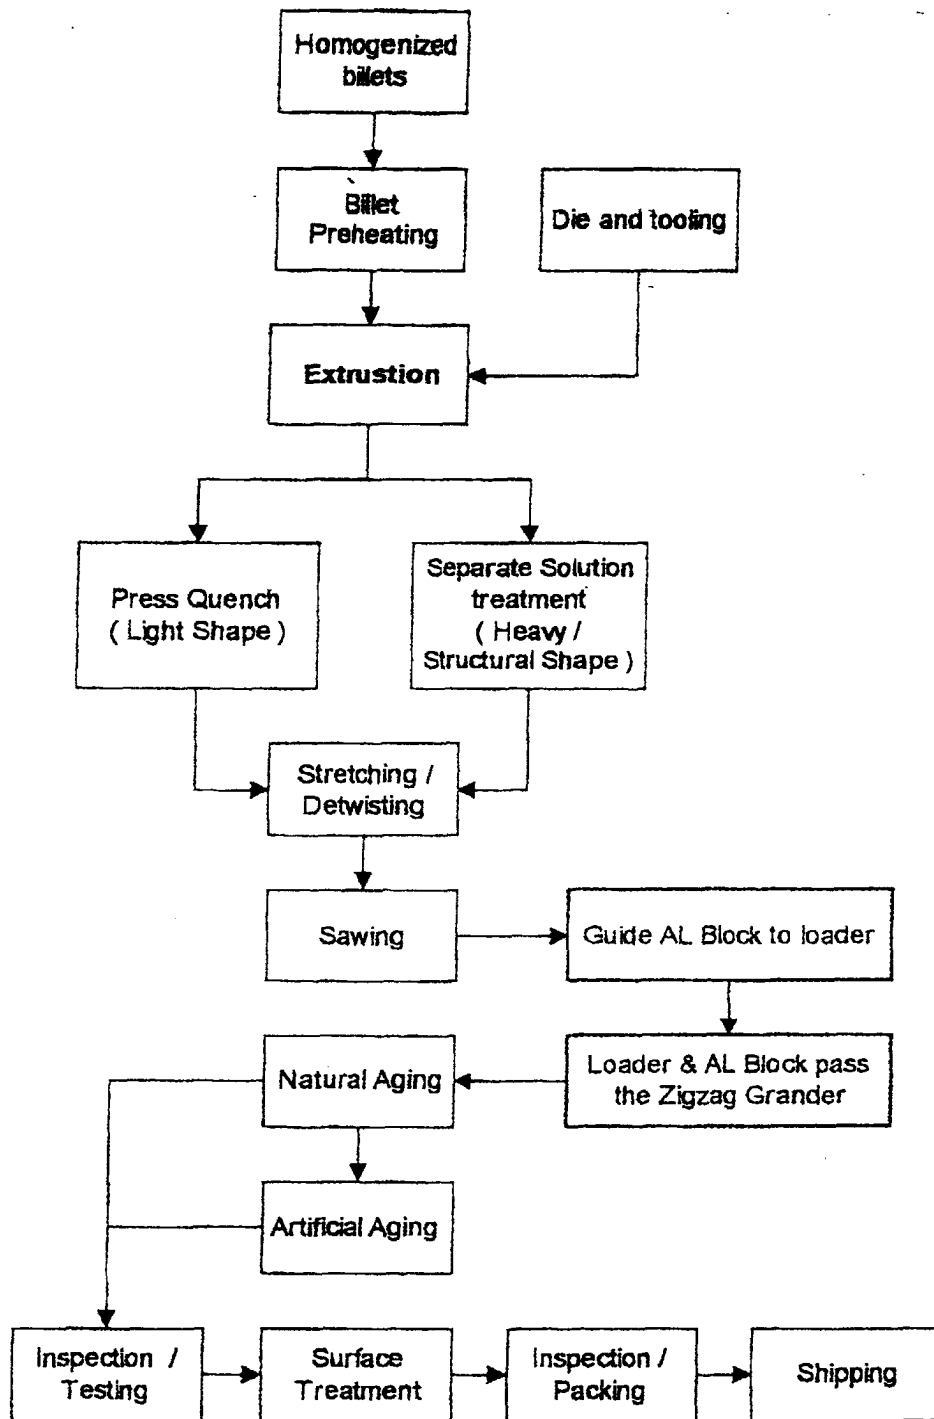 Homogenized
billets
Billet
Preheating
Die and tooling
Extrustion
Press Quench
( Light Shape )
Separate Solution
treatment
( Heavy /
Structural Shape )
Stretching /
Detwisting
Sawing
Guide AL Block to loader
Loader & AL Block pass
the Zigzag Grander
Natural Aging
Artificial Aging
Inspection /
Testing
Surface
Treatment
Inspection /
Packing
Shipping